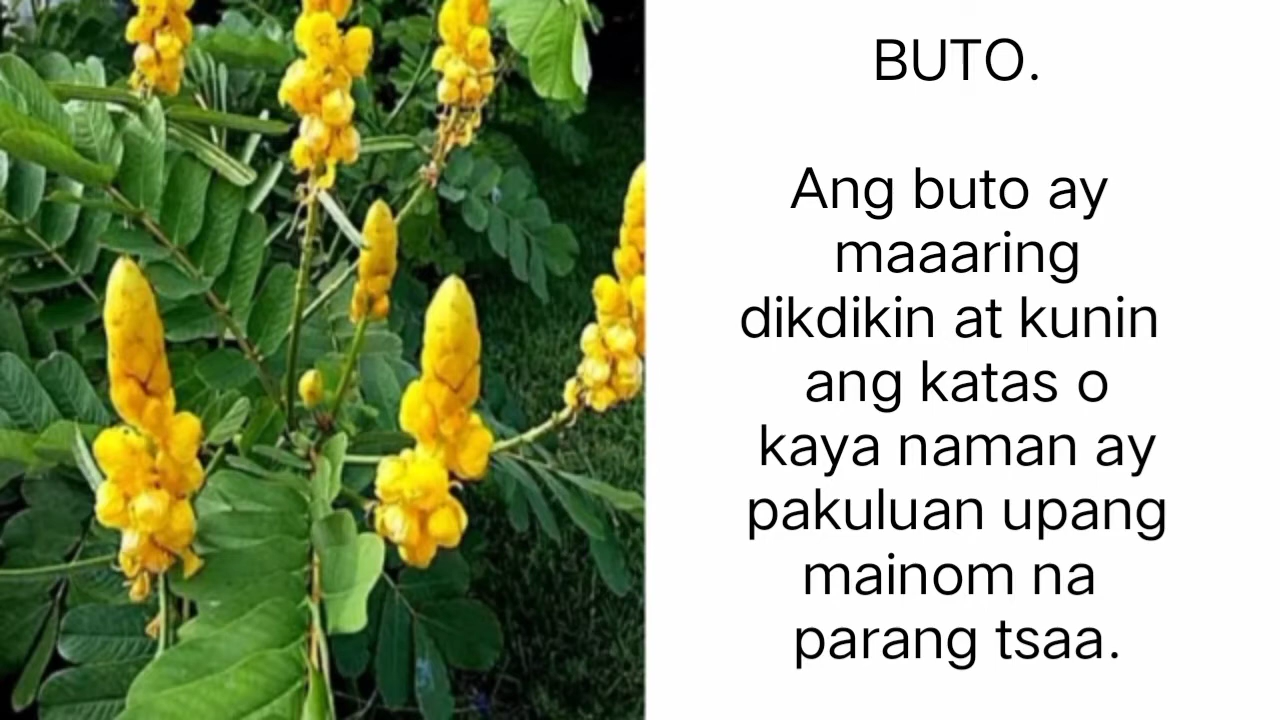 BUTO.
Ang buto ay
maaaring
dikdikin at kunin
ang katas o
kaya naman ay
pakuluan upang
mainom na
parang tsaa.